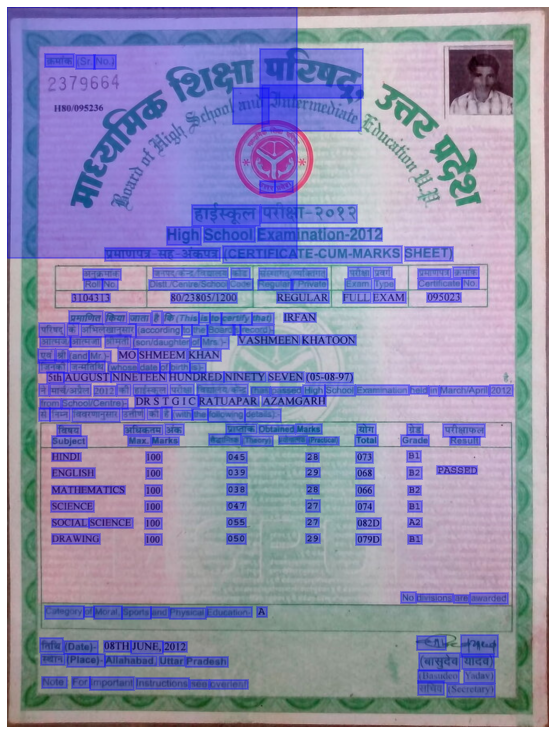 क्रमांक (Sr. No.)
2379664
H80/095236
माध्यमिक शिक्षा परिषद्, उत्तर प्रदेश
Board of High School and Intermediate Education U.P.
हाईस्कूल परीक्षा-२०१२
High School Examination-2012
प्रमाणपत्र-सह-अंकपत्र (CERTIFICATE-CUM-MARKS SHEET)
अनुक्रमांक जनपद/केन्द्र/विद्यालय कोड संस्थागत/व्यक्तिगत परीक्षा प्रकार प्रमाणपत्र क्रमांक
Roll No. Distt./Centre/School Code Regular / Private Exam. Type Certificate No.
3104313 80/23805/1200 REGULAR FULL EXAM 095023
प्रमाणित किया जाता है कि (This is to certify that) IRFAN
परिषद् के अभिलेखानुसार (according to the Board's record)-
आत्मज/आत्मजा श्रीमती (son/daughter of Mrs.)- VASHMEEN KHATOON
एवं श्री (and Mr.)- MO SHMEEM KHAN
जिनकी जन्मतिथि (whose date of birth is)-
5th AUGUST NINETEEN HUNDRED NINETY SEVEN (05-08-97)
ने मार्च-अप्रैल 2012 की हाईस्कूल परीक्षा विद्यालय/केन्द्र (has passed High School Examination held in March/April 2012
from School/Centre)- DR S T G I C RATUAPAR AZAMGARH
से निम्न विवरणानुसार उत्तीर्ण की है (with the following details):
विषय अधिकतम अंक प्राप्तांक Obtained Marks योग ग्रेड परीक्षाफल
Subject Max. Marks सैद्धान्तिक (Theory) प्रयोगात्मक (Practical) Total Grade Result
HINDI 100 045 28 073 B1
ENGLISH 100 039 29 068 B2 PASSED
MATHEMATICS 100 038 28 066 B2
SCIENCE 100 047 27 074 B1
SOCIAL SCIENCE 100 055 27 082D A2
DRAWING 100 050 29 079D B1
No divisions are awarded.
Category of Moral, Sports and Physical Education- A
तिथि (Date)- 08TH JUNE, 2012
स्थान (Place)- Allahabad, Uttar Pradesh
(बासुदेव यादव)
(Basudeo Yadav)
सचिव (Secretary)
Note : For important instructions see overleaf